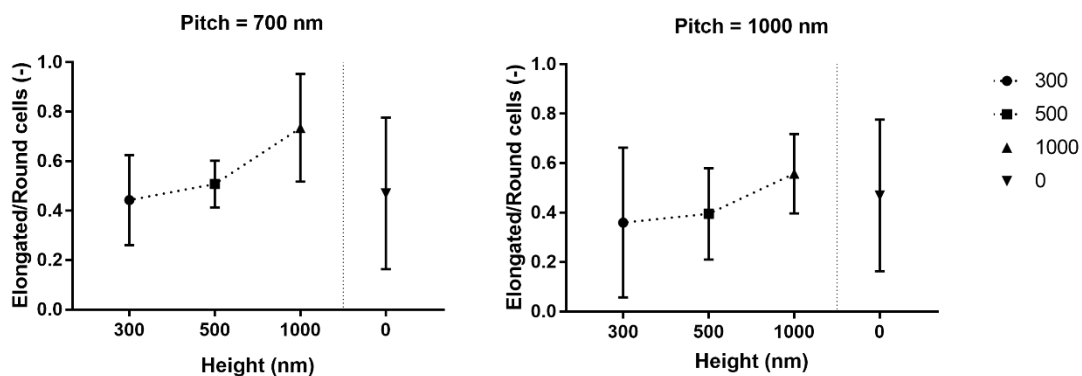 Pitch = 700 nm
Elongated/Round cells (-)
1.0
0.8
0.6
0.4
0.2
0.0
300 500 1000 0
Height (nm)
Pitch = 1000 nm
Elongated/Round cells (-)
1.0
0.8
0.6
0.4
0.2
0.0
300 500 1000 0
Height (nm)
300
500
1000
0